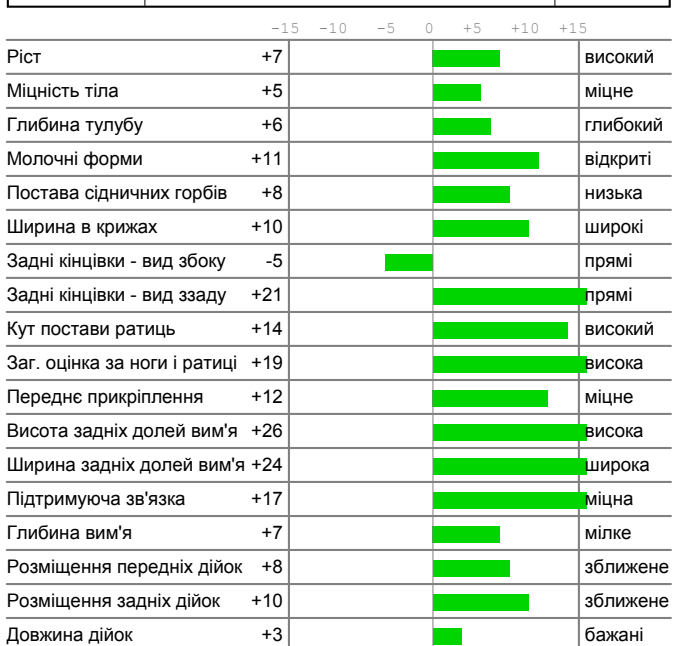 -15 -10 -5 0 +5 +10 +15
Ріст +7 високий
Міцність тіла +5 міцне
Глибина тулубу +6 глибокий
Молочні форми +11 відкриті
Постава сідничних горбів +8 низька
Ширина в крижах +10 широкі
Задні кінцівки - вид збоку -5 прямі
Задні кінцівки - вид ззаду +21 прямі
Кут постави ратиць +14 високий
Заг. оцінка за ноги і ратиці +19 висока
Переднє прикріплення +12 міцне
Висота задніх долей вим'я +26 висока
Ширина задніх долей вим'я +24 широка
Підтримуюча зв'язка +17 міцна
Глибина вим'я +7 мілке
Розміщення передніх дійок +8 зближене
Розміщення задніх дійок +10 зближене
Довжина дійок +3 бажані